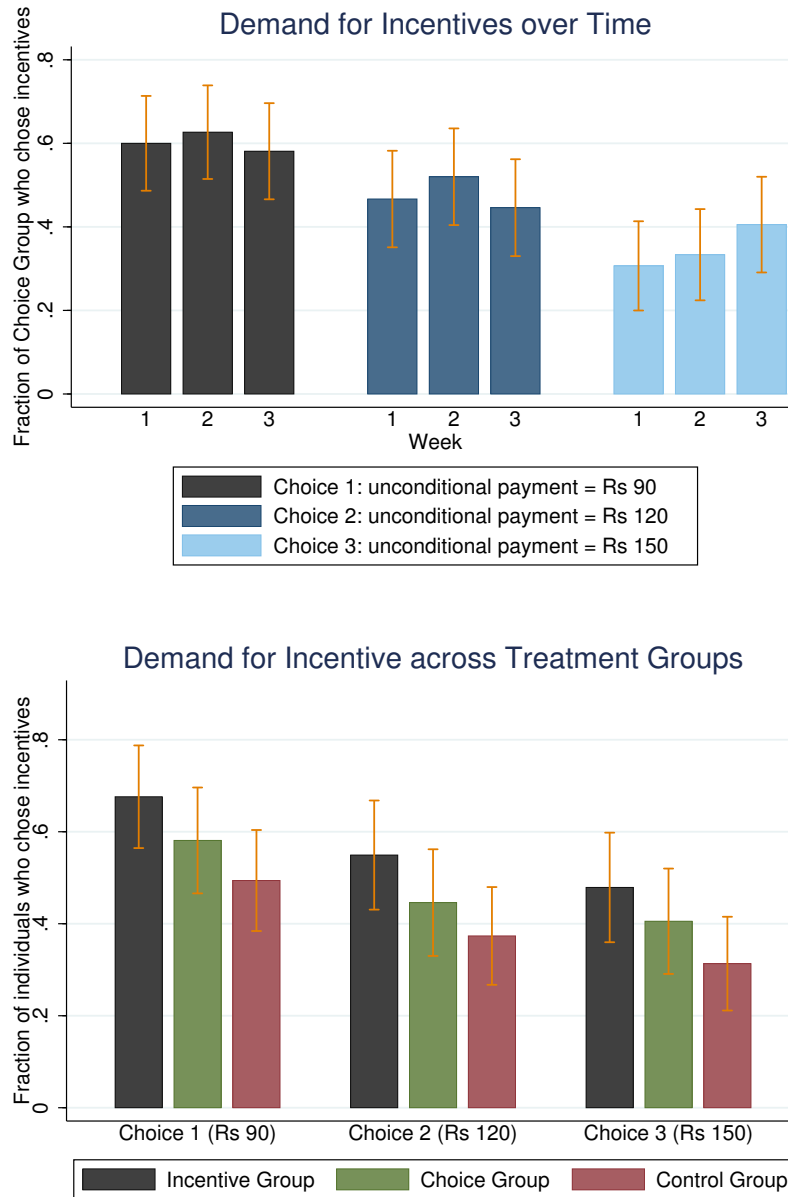 Demand for Incentives over Time
Fraction of Choice Group who chose incentives
.8
.6
.4
.2
0
1 2 3 1 2 3 1 2 3
Week
Choice 1: unconditional payment = Rs 90
Choice 2: unconditional payment = Rs 120
Choice 3: unconditional payment = Rs 150
Demand for Incentive across Treatment Groups
Fraction of individuals who chose incentives
.8
.6
.4
.2
0
Choice 1 (Rs 90) Choice 2 (Rs 120) Choice 3 (Rs 150)
Incentive Group Choice Group Control Group